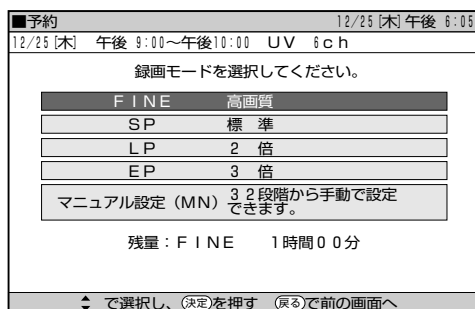 ■予約 12/25[木]午後 6:05
12/25[木] 午後 9:00～午後10:00 UV 6ch
録画モードを選択してください。
FINE 高画質
SP 標 準
LP 2 倍
EP 3 倍
マニュアル設定（MN） 32段階から手動で設定できます。
残量：FINE 1時間00分
で選択し、決定を押す 戻るで前の画面へ